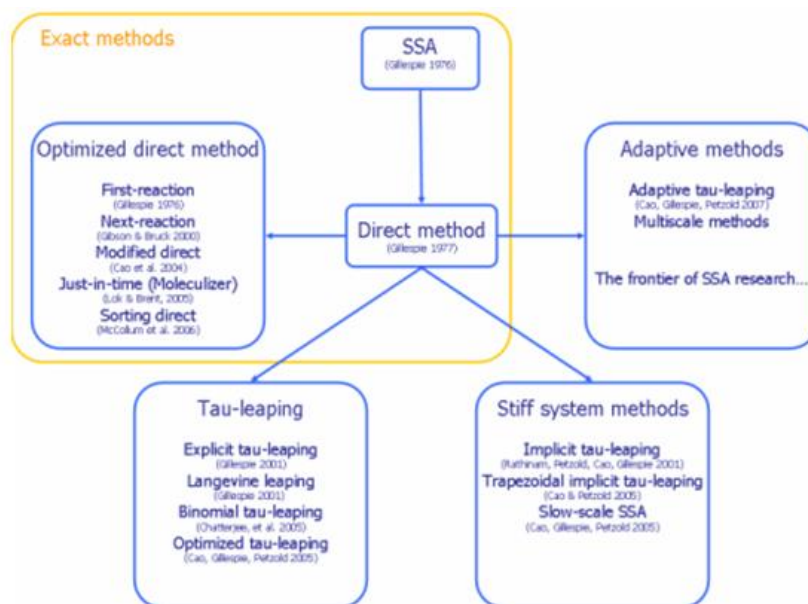 Exact methods
SSA
(Gillespie 1976)
Optimized direct method
First-reaction
(Gillespie 1976)
Next-reaction
(Gibson & Bruck 2000)
Modified direct
(Cao et al. 2004)
Just-in-time (Moleculizer)
(Lok & Brent, 2005)
Sorting direct
(McCollum et al. 2006)
Direct method
(Gillespie 1977)
Adaptive methods
Adaptive tau-leaping
(Cao, Gillespie, Petzold 2007)
Multiscale methods
The frontier of SSA research...
Tau-leaping
Explicit tau-leaping
(Gillespie 2001)
Langevine leaping
(Gillespie 2001)
Binomial tau-leaping
(Chatterjee, et al. 2005)
Optimized tau-leaping
(Cao, Gillespie, Petzold 2005)
Stiff system methods
Implicit tau-leaping
(Rathinam, Petzold, Cao, Gillespie 2001)
Trapezoidal implicit tau-leaping
(Cao & Petzold 2005)
Slow-scale SSA
(Cao, Gillespie, Petzold 2005)